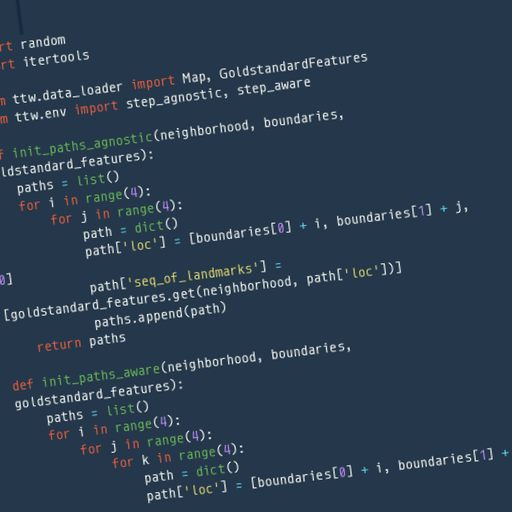 rt random
rt itertools
m ttw.data_loader import Map, GoldstandardFeatures
m ttw.env import step_agnostic, step_aware
f init_paths_agnostic(neighborhood, boundaries,
ldstandard_features):
paths = list()
for i in range(4):
for j in range(4):
path = dict()
path['loc'] = [boundaries[0] + i, boundaries[1] + j,
0]
path['seq_of_landmarks'] =
[goldstandard_features.get(neighborhood, path['loc'])]
paths.append(path)
return paths
def init_paths_aware(neighborhood, boundaries,
goldstandard_features):
paths = list()
for i in range(4):
for j in range(4):
for k in range(4):
path = dict()
path['loc'] = [boundaries[0] + i, boundaries[1] +